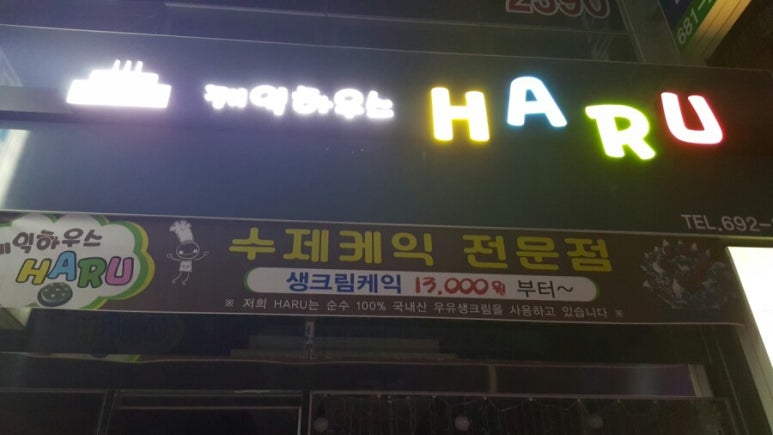 2390
681-
케익하우스 HARU
TEL.692-
케익하우스
HARU
수제케익 전문점
생크림케익 13,000원 부터~
※ 저희 HARU는 순수 100% 국내산 우유생크림을 사용하고 있습니다 ※